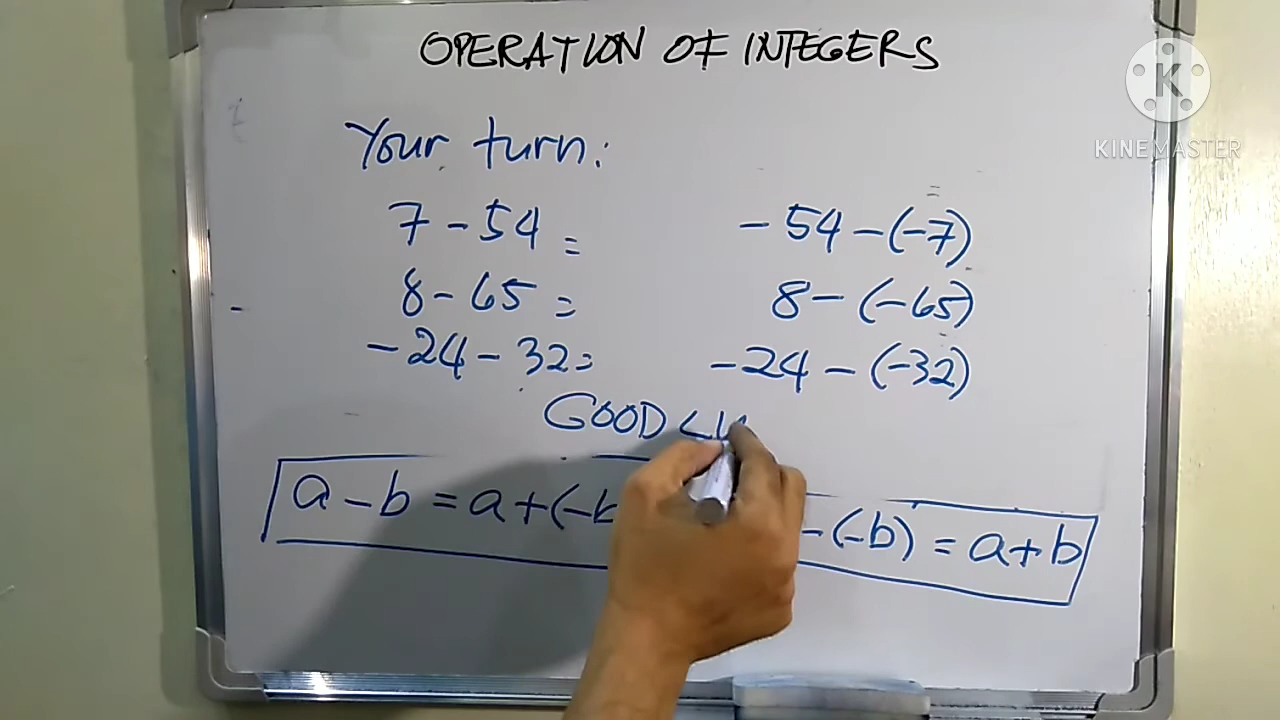 OPERATION OF INTEGERS
K
KINEMASTER
Your turn:
7 - 54 =
- 54 - (-7)
8 - 65 =
8 - (-65)
- 24 - 32 =
- 24 - (-32)
GOOD
a - b = a + (-b
- (-b) = a + b